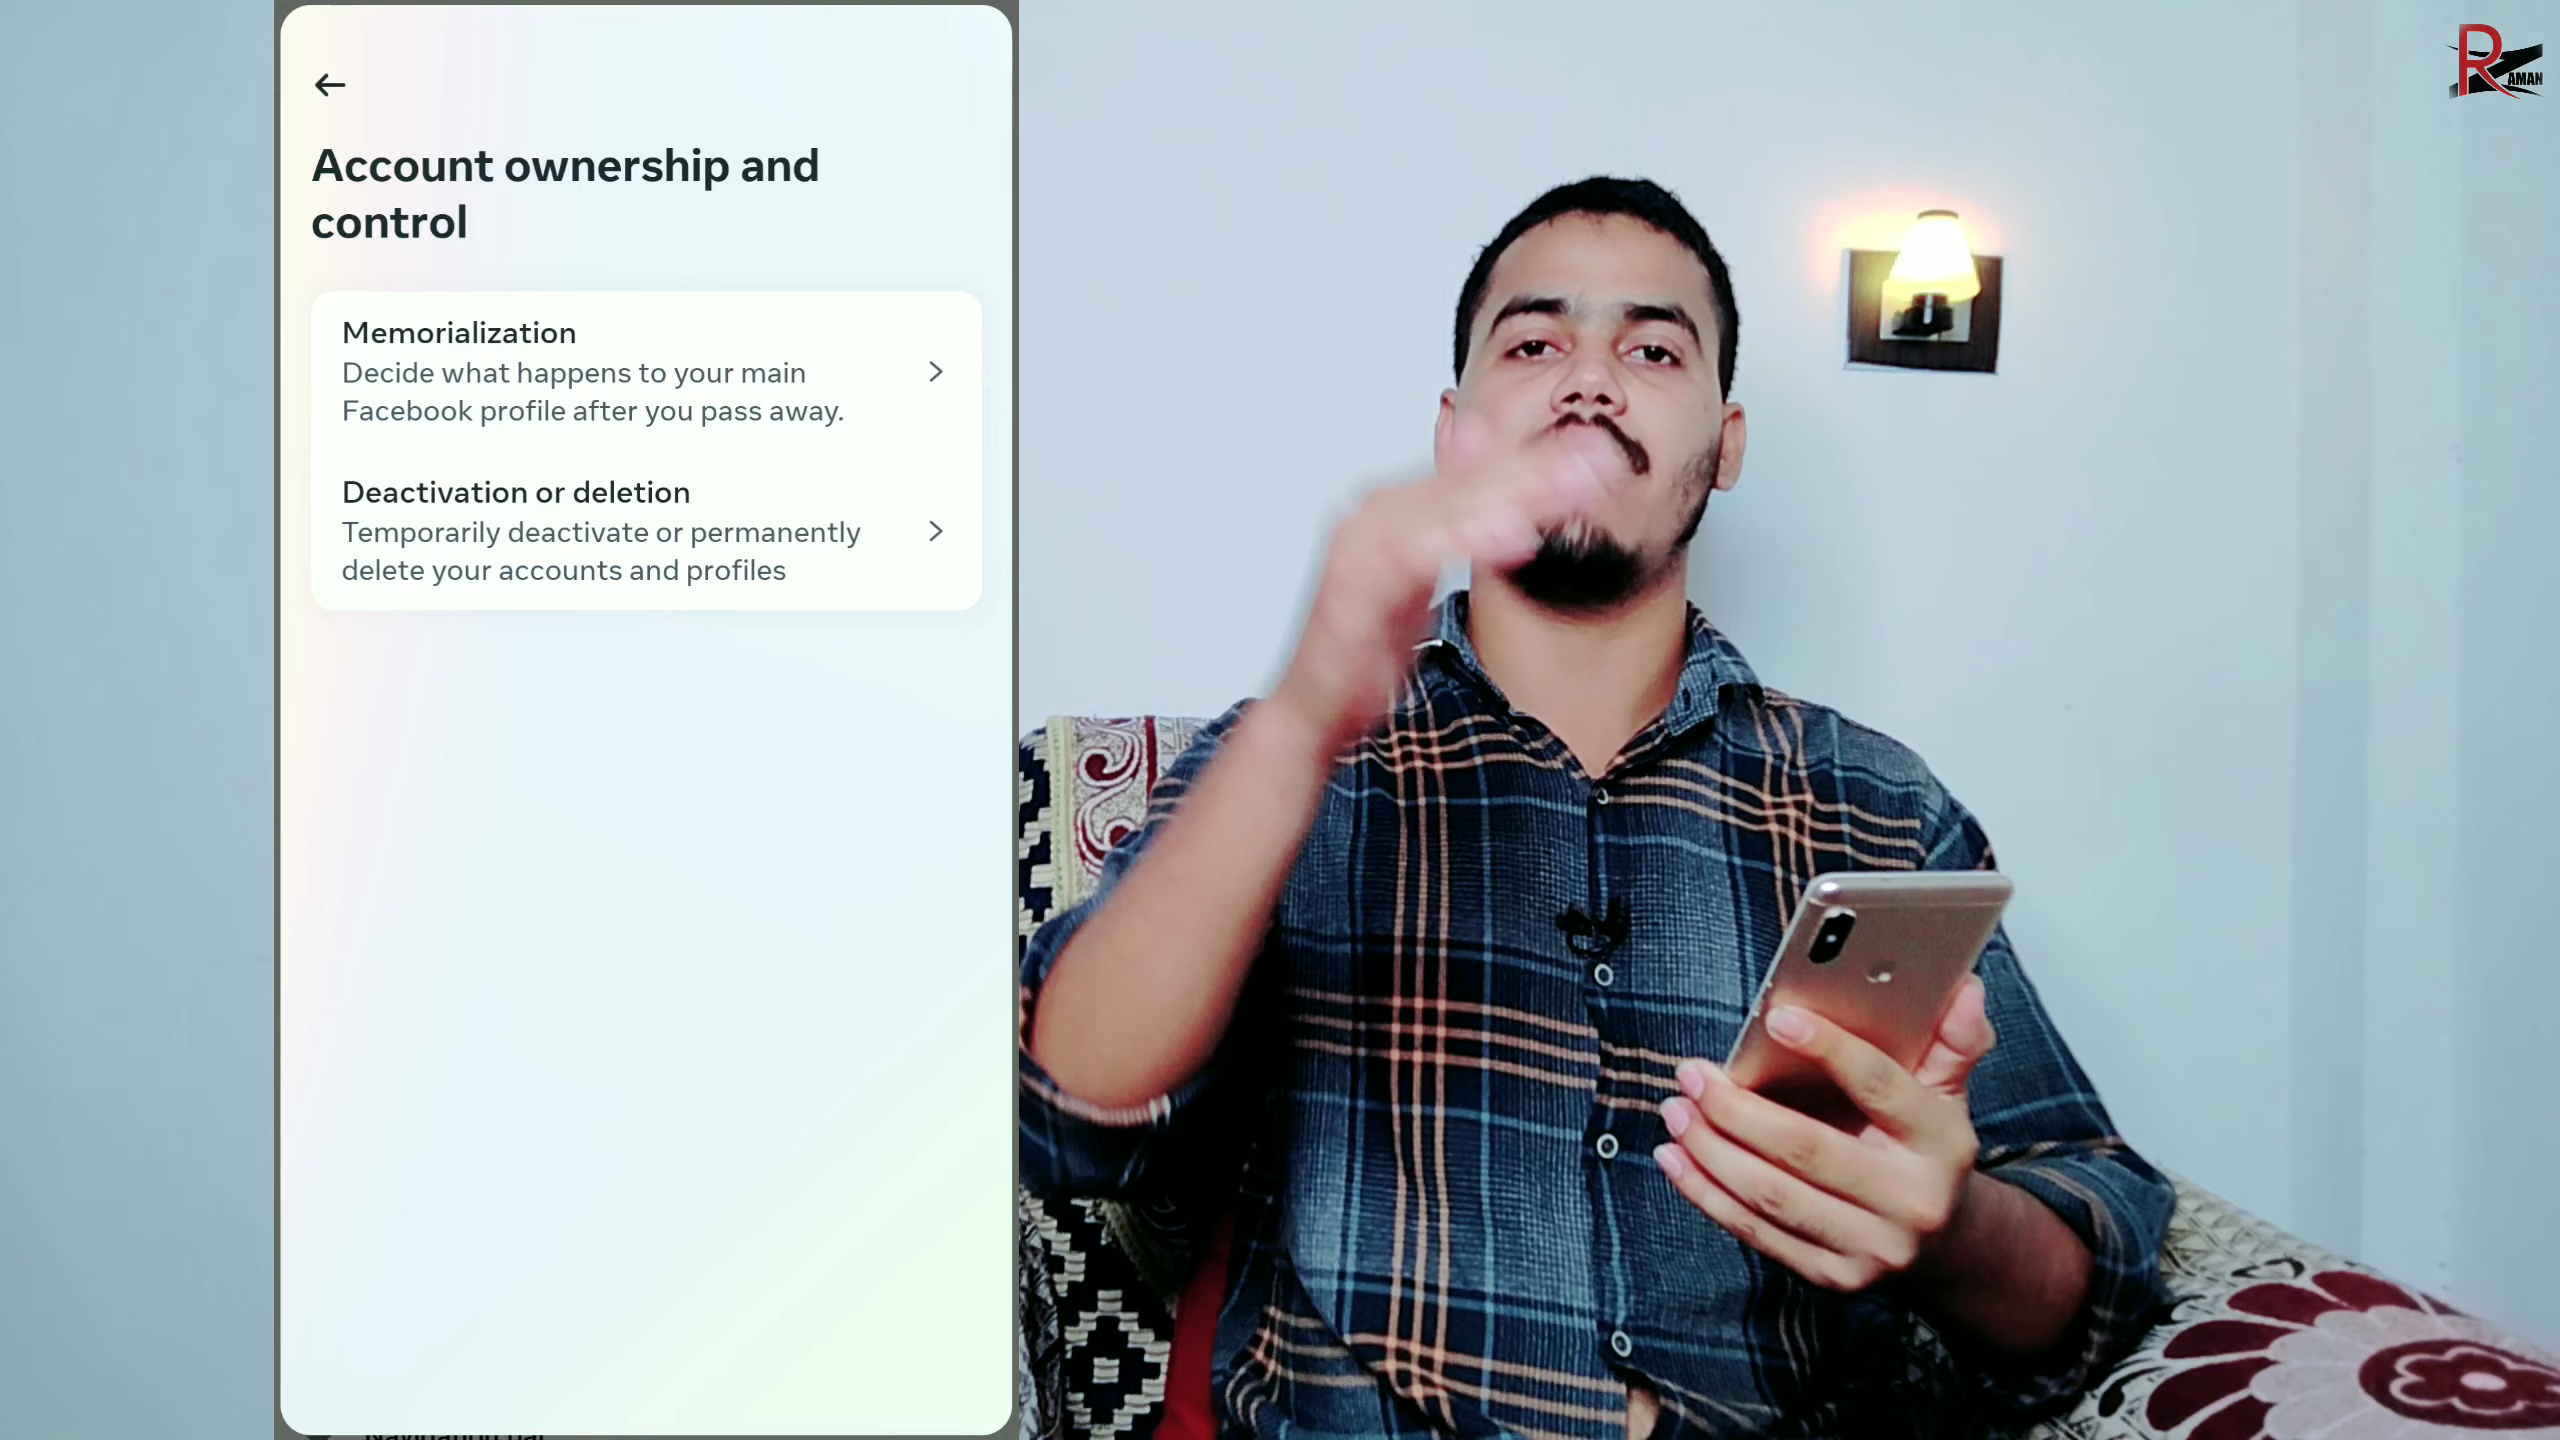 Account ownership and
control
Memorialization
Decide what happens to your main
Facebook profile after you pass away.
Deactivation or deletion
Temporarily deactivate or permanently
delete your accounts and profiles
RAMAN